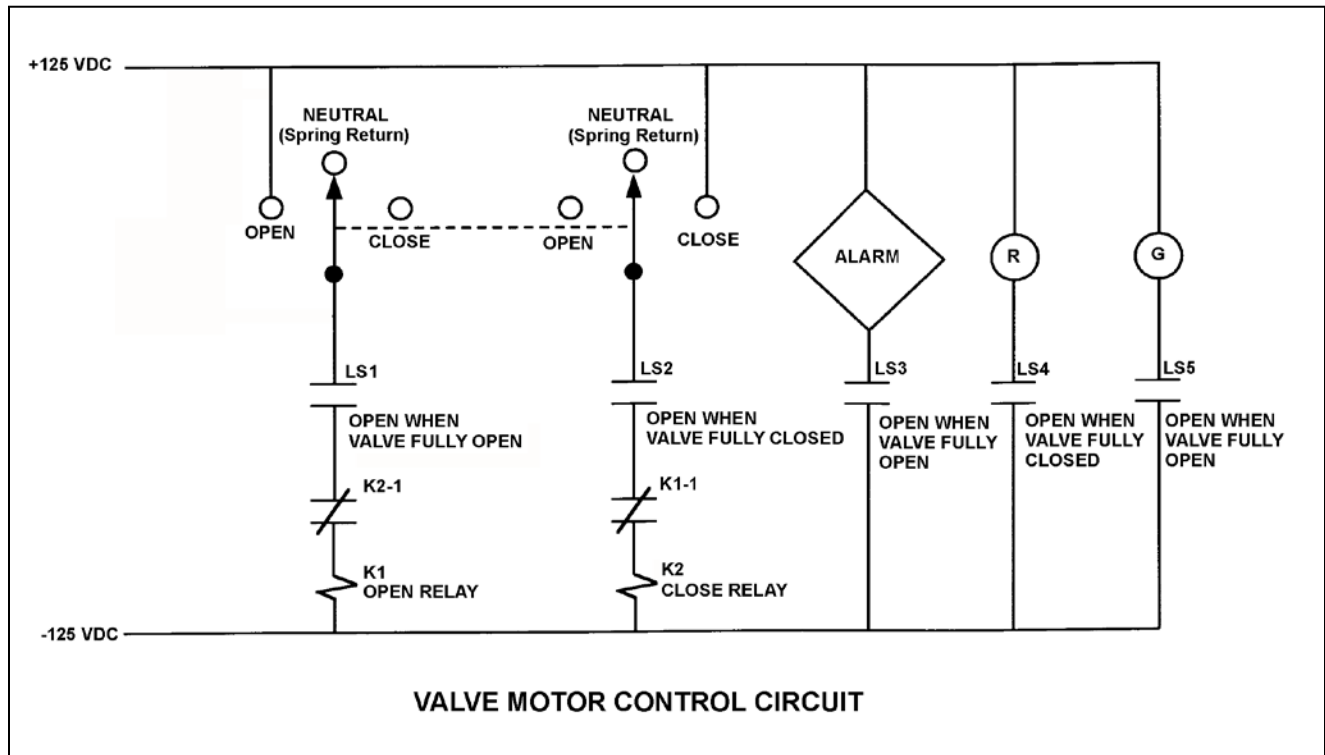 +125 VDC
NEUTRAL
(Spring Return)
NEUTRAL
(Spring Return)
OPEN
CLOSE
OPEN
CLOSE
ALARM
R
G
LS1
OPEN WHEN
VALVE FULLY OPEN
LS2
OPEN WHEN
VALVE FULLY CLOSED
LS3
OPEN WHEN
VALVE FULLY
OPEN
LS4
OPEN WHEN
VALVE FULLY
CLOSED
LS5
OPEN WHEN
VALVE FULLY
OPEN
K2-1
K1-1
K1
OPEN RELAY
K2
CLOSE RELAY
-125 VDC
VALVE MOTOR CONTROL CIRCUIT